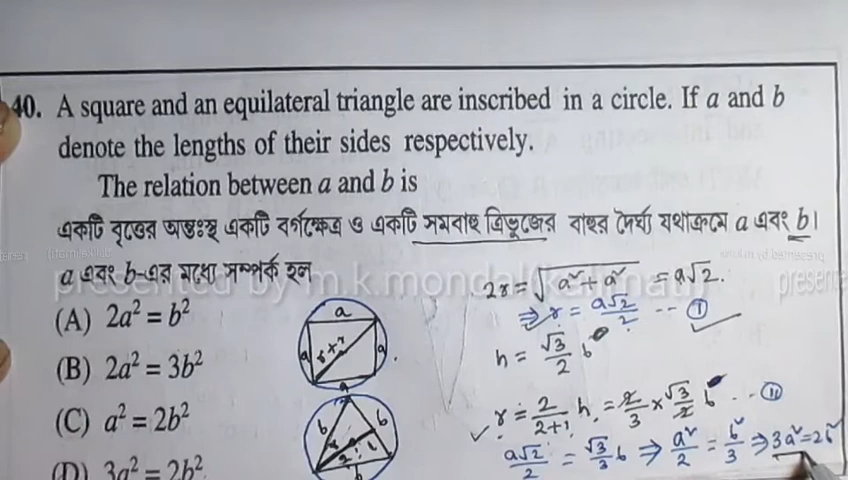 40. A square and an equilateral triangle are inscribed in a circle. If a and b
denote the lengths of their sides respectively.
The relation between a and b is
একটি বৃত্তের অন্তঃস্থ একটি বর্গক্ষেত্র ও একটি সমবাহু ত্রিভুজের বাহুর দৈর্ঘ্য যথাক্রমে a এবং b।
a এবং b-এর মধ্যে সম্পর্ক হল
presented by m.k.mondal(kalimath) presen
(A) 2a² = b²
(B) 2a² = 3b²
(C) a² = 2b²
(D) 3a² = 2b²
a
a
a
a
r
r
b
b
b
2r = √a² + a² = a√2.
⇒ r = a√2/2 -- (I)
h = √3/2 b
r = 2/2+1 h = 2/3 × √3/2 b -- (II)
a√2/2 = √3/3 b ⇒ a²/2 = b²/3 ⇒ 3a² = 2b²